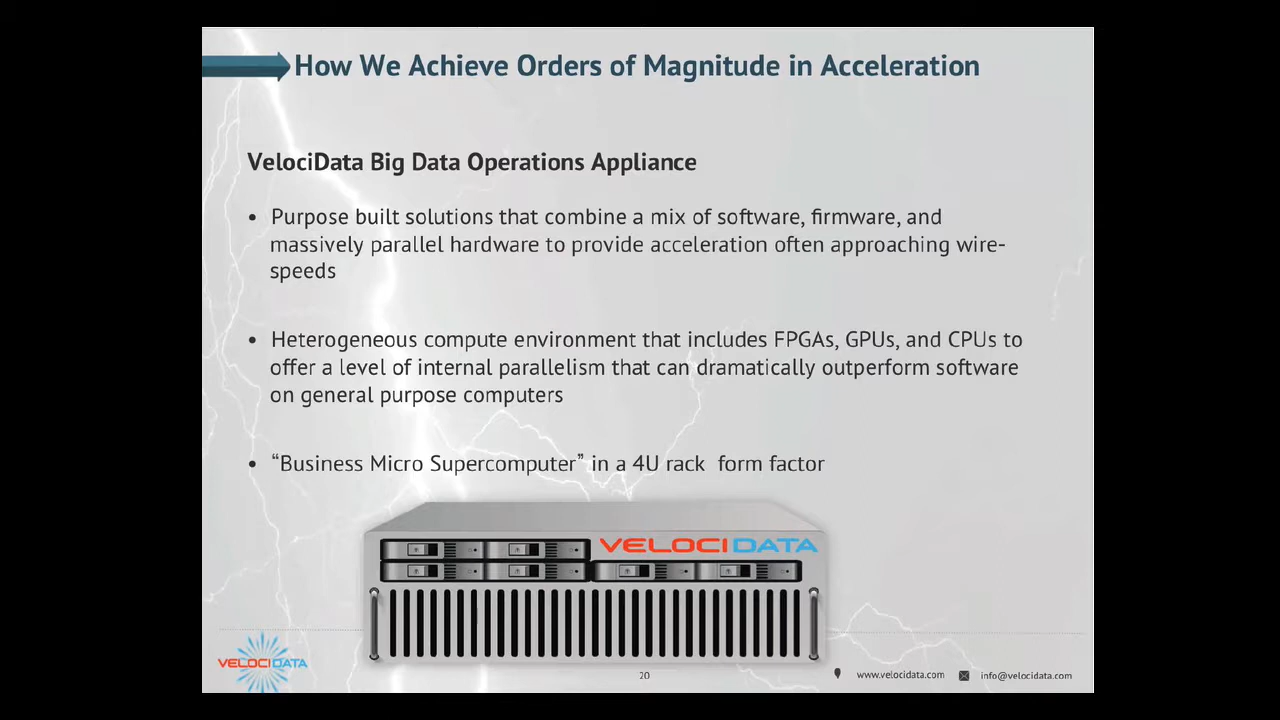 How We Achieve Orders of Magnitude in Acceleration
VelociData Big Data Operations Appliance
• Purpose built solutions that combine a mix of software, firmware, and
massively parallel hardware to provide acceleration often approaching wire-
speeds
• Heterogeneous compute environment that includes FPGAs, GPUs, and CPUs to
offer a level of internal parallelism that can dramatically outperform software
on general purpose computers
• “Business Micro Supercomputer” in a 4U rack  form factor
VELOCIDATA
VELOCIDATA
20
www.velocidata.com
info@velocidata.com